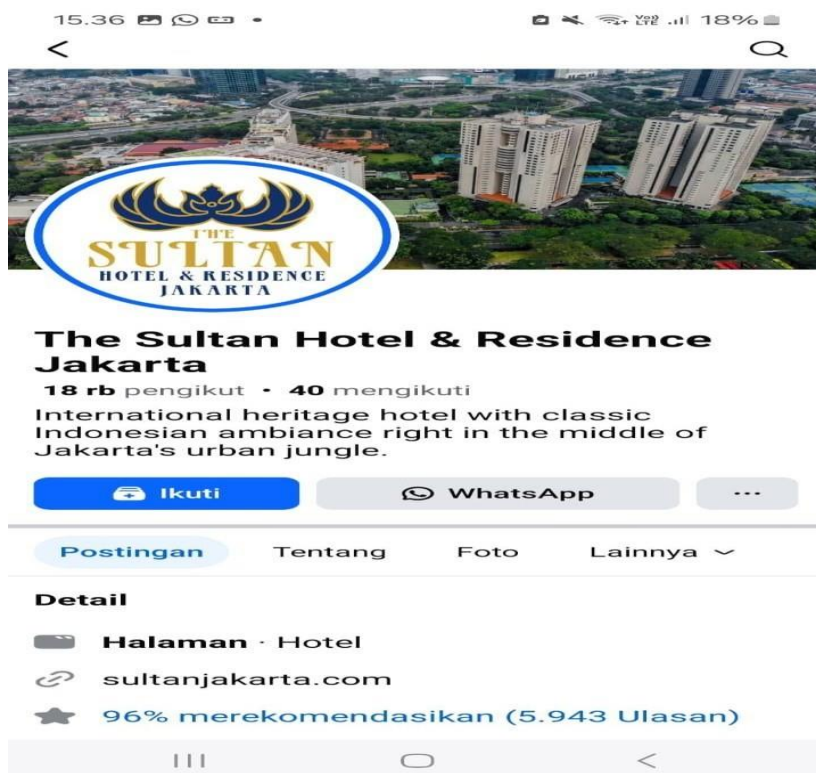 15.36
Vo) LTE 18%
THE
SULTAN
HOTEL & RESIDENCE
JAKARTA
The Sultan Hotel & Residence
Jakarta
18 rb pengikut • 40 mengikuti
International heritage hotel with classic
Indonesian ambiance right in the middle of
Jakarta's urban jungle.
Ikuti WhatsApp ...
Postingan Tentang Foto Lainnya
Detail
Halaman · Hotel
sultanjakarta.com
96% merekomendasikan (5.943 Ulasan)